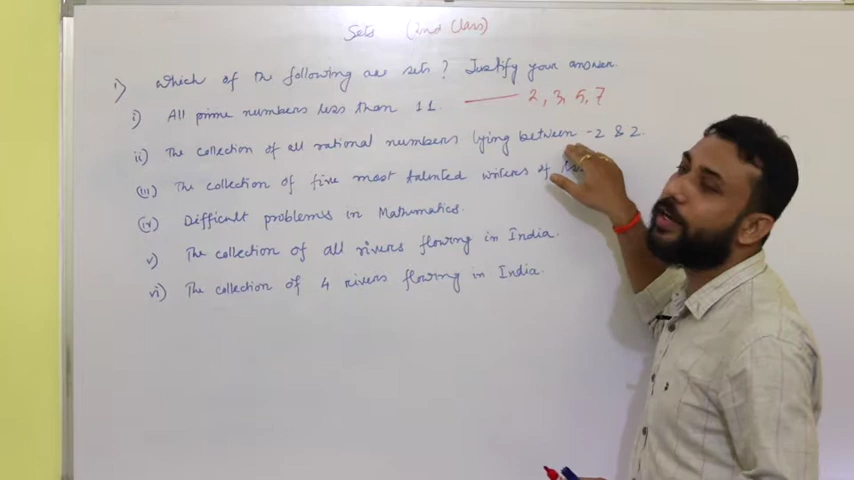 Sets (2nd Class)
1) which of the following are sets? Justify your answer.
i) All prime numbers less than 11. — 2, 3, 5, 7
ii) The collection of all rational numbers lying between -2 & 2.
(iii) The collection of five most talented writers of
(iv) Difficult problems in Mathematics.
v) The collection of all rivers flowing in India.
vi) The collection of 4 rivers flowing in India.